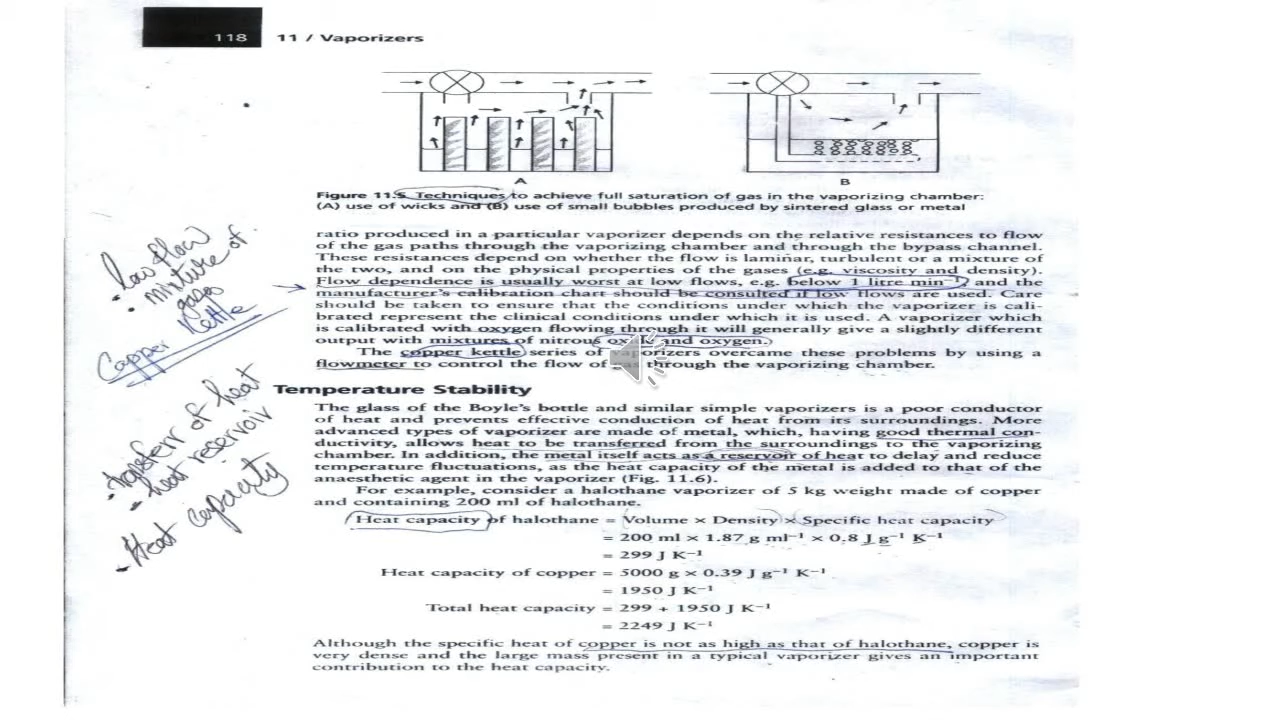 118 11 / Vaporizers
A
B
Figure 11.5 Techniques to achieve full saturation of gas in the vaporizing chamber:
(A) use of wicks and (B) use of small bubbles produced by sintered glass or metal
ratio produced in a particular vaporizer depends on the relative resistances to flow
of the gas paths through the vaporizing chamber and through the bypass channel.
These resistances depend on whether the flow is laminar, turbulent or a mixture of
the two, and on the physical properties of the gases (e.g. viscosity and density).
Flow dependence is usually worst at low flows, e.g. below 1 litre min⁻¹, and the
manufacturer's calibration chart should be consulted if low flows are used. Care
should be taken to ensure that the conditions under which the vaporizer is cali-
brated represent the clinical conditions under which it is used. A vaporizer which
is calibrated with oxygen flowing through it will generally give a slightly different
output with mixtures of nitrous and oxygen.
The copper kettle series of vaporizers overcame these problems by using a
flowmeter to control the flow of gas through the vaporizing chamber.
low flow
mixture of
gases
Copper Kettle
Temperature Stability
The glass of the Boyle's bottle and similar simple vaporizers is a poor conductor
of heat and prevents effective conduction of heat from its surroundings. More
advanced types of vaporizer are made of metal, which, having good thermal con-
ductivity, allows heat to be transferred from the surroundings to the vaporizing
chamber. In addition, the metal itself acts as a reservoir of heat to delay and reduce
temperature fluctuations, as the heat capacity of the metal is added to that of the
anaesthetic agent in the vaporizer (Fig. 11.6).
For example, consider a halothane vaporizer of 5 kg weight made of copper
and containing 200 ml of halothane.
transferr of heat
heat reservoir
Heat capacity
Heat capacity of halothane = Volume × Density × Specific heat capacity
= 200 ml × 1.87 g ml⁻¹ × 0.8 J g⁻¹ K⁻¹
= 299 J K⁻¹
Heat capacity of copper = 5000 g × 0.39 J g⁻¹ K⁻¹
= 1950 J K⁻¹
Total heat capacity = 299 + 1950 J K⁻¹
= 2249 J K⁻¹
Although the specific heat of copper is not as high as that of halothane, copper is
very dense and the large mass present in a typical vaporizer gives an important
contribution to the heat capacity.